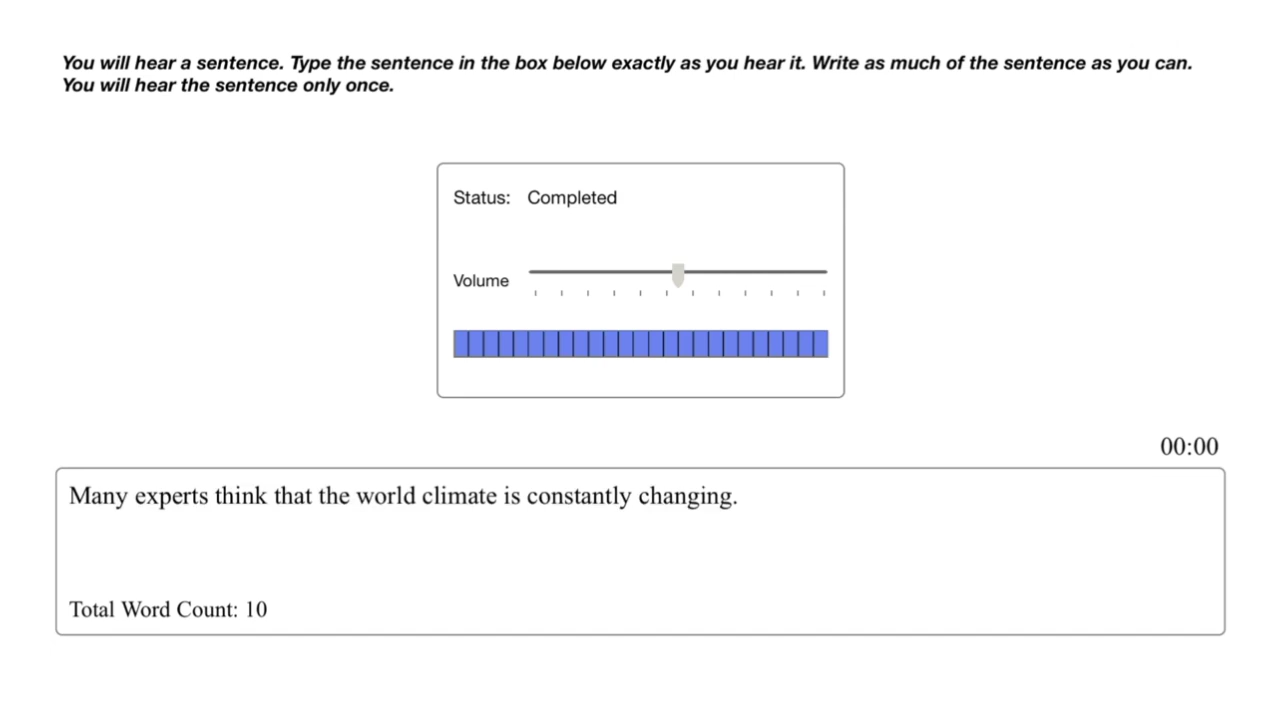 You will hear a sentence. Type the sentence in the box below exactly as you hear it. Write as much of the sentence as you can.
You will hear the sentence only once.
Status: Completed
Volume
00:00
Many experts think that the world climate is constantly changing.
Total Word Count: 10